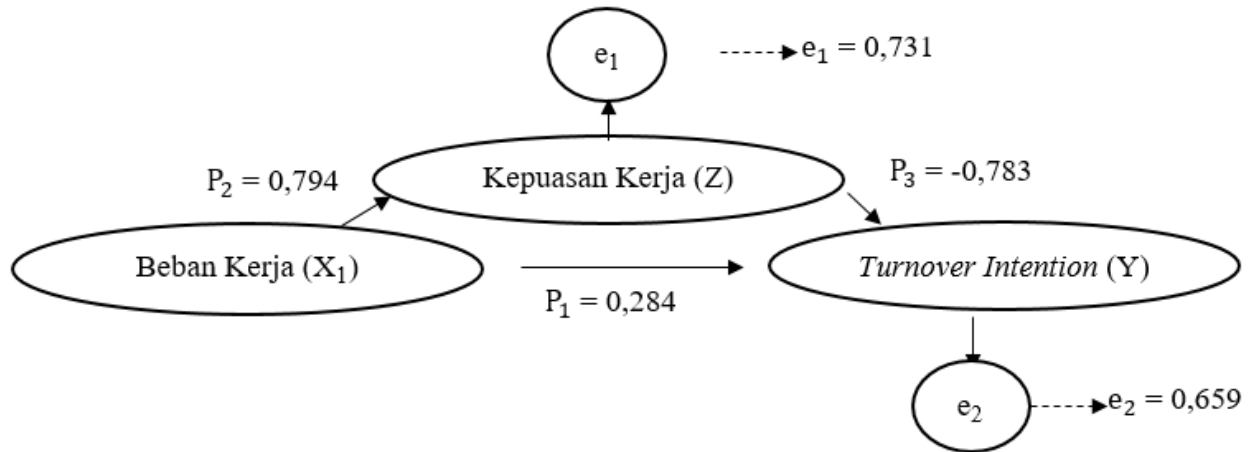 e₁
e₁ = 0,731
P₂ = 0,794
Kepuasan Kerja (Z)
P₃ = -0,783
Beban Kerja (X₁)
Turnover Intention (Y)
P₁ = 0,284
e₂
e₂ = 0,659